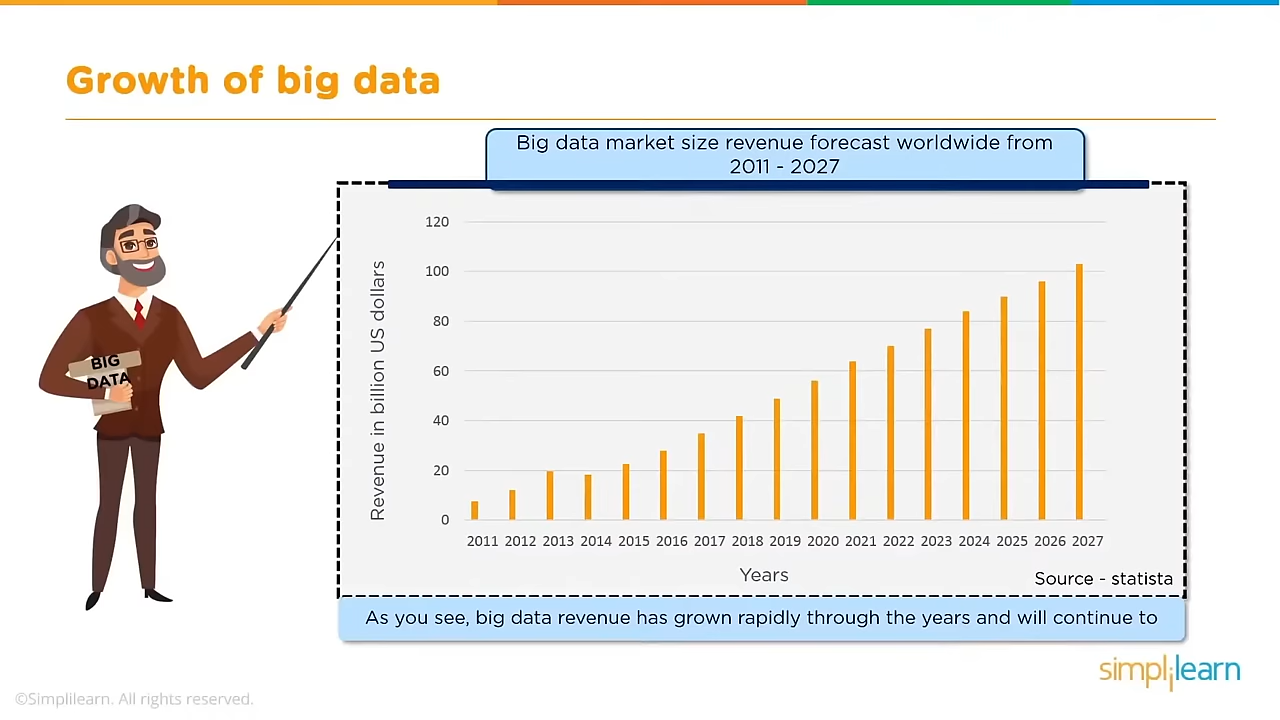 Growth of big data
Big data market size revenue forecast worldwide from
2011 - 2027
BIG
DATA
Revenue in billion US dollars
120
100
80
60
40
20
0
2011 2012 2013 2014 2015 2016 2017 2018 2019 2020 2021 2022 2023 2024 2025 2026 2027
Years
Source - statista
As you see, big data revenue has grown rapidly through the years and will continue to
simplilearn
©Simplilearn. All rights reserved.